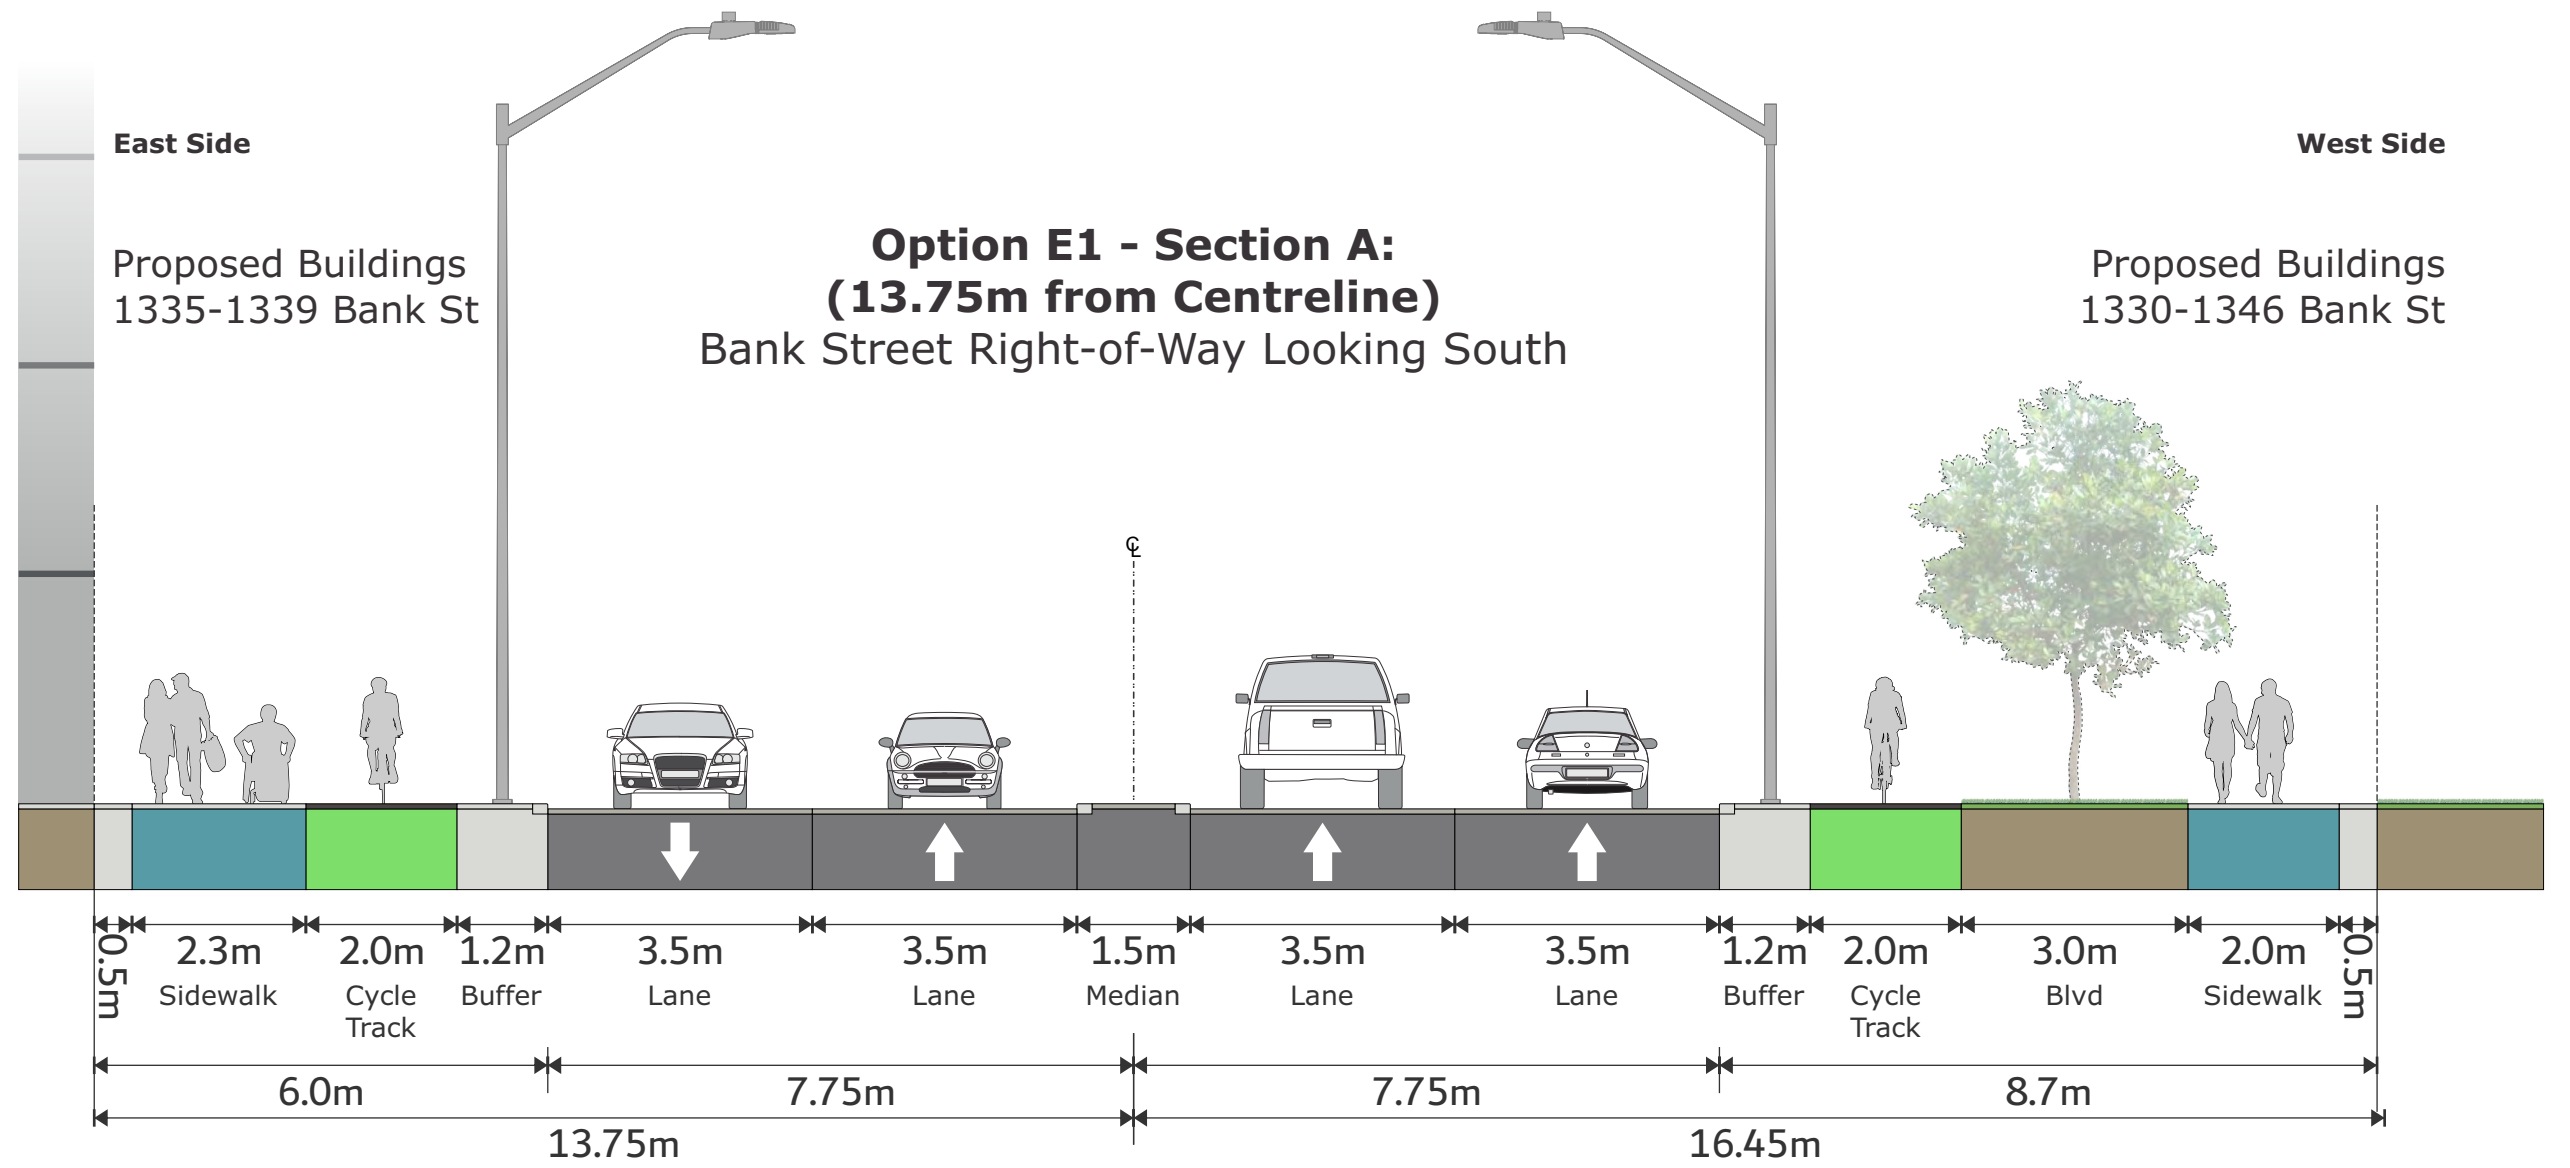 East Side
West Side
Proposed Buildings
1335-1339 Bank St
Option E1 - Section A:
(13.75m from Centreline)
Bank Street Right-of-Way Looking South
Proposed Buildings
1330-1346 Bank St
℄
0.5m
2.3m
Sidewalk
2.0m
Cycle
Track
1.2m
Buffer
3.5m
Lane
3.5m
Lane
1.5m
Median
3.5m
Lane
3.5m
Lane
1.2m
Buffer
2.0m
Cycle
Track
3.0m
Blvd
2.0m
Sidewalk
0.5m
6.0m
7.75m
7.75m
8.7m
13.75m
16.45m